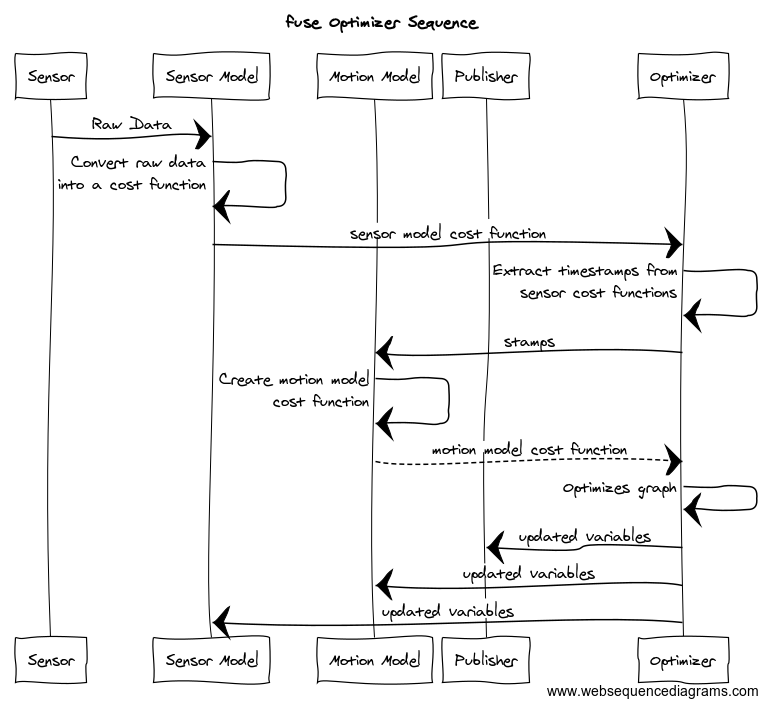 fuse Optimizer Sequence
Sensor
Sensor Model
Motion Model
Publisher
Optimizer
Raw Data
Convert raw data
into a cost function
sensor model cost function
Extract timestamps from
sensor cost functions
stamps
Create motion model
cost function
motion model cost function
Optimizes graph
updated variables
updated variables
updated variables
Sensor
Sensor Model
Motion Model
Publisher
Optimizer
www.websequencediagrams.com